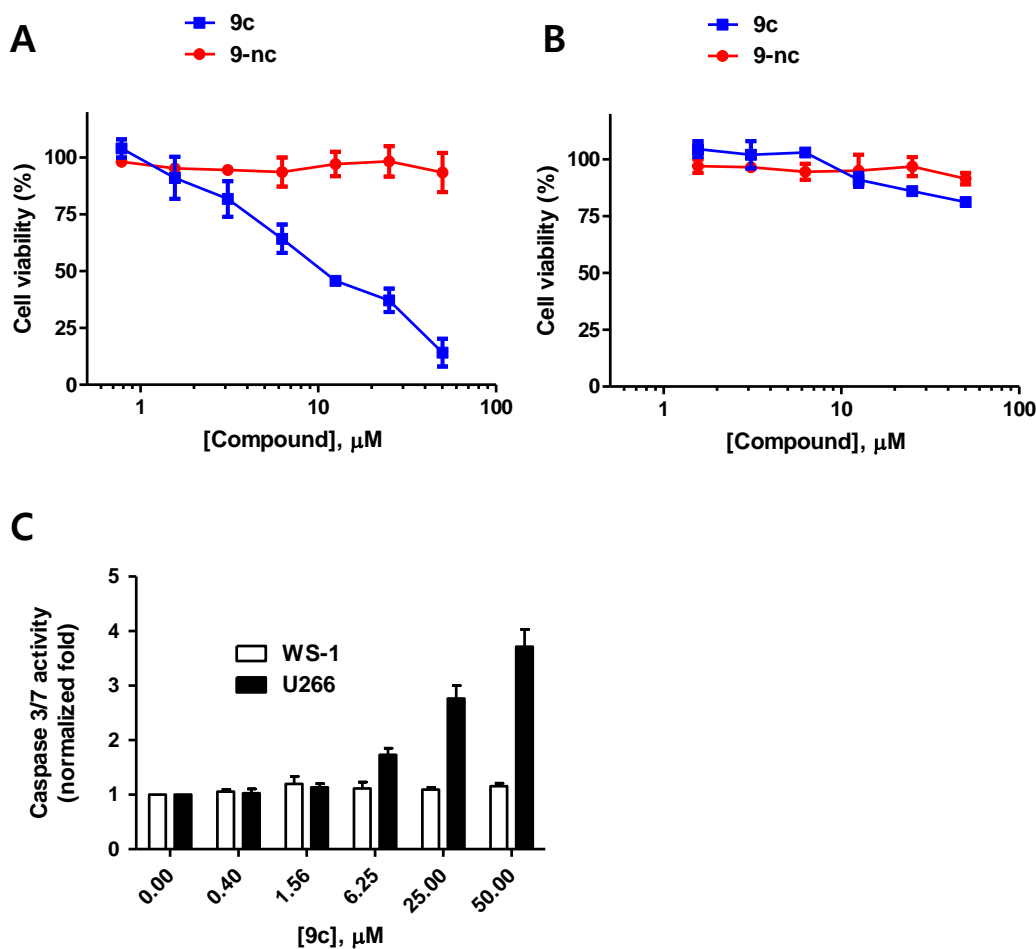 A
9c
9-nc
Cell viability (%)
100
75
50
25
0
1
10
100
[Compound], μM
B
9c
9-nc
Cell viability (%)
100
75
50
25
0
1
10
100
[Compound], μM
C
Caspase 3/7 activity
(normalized fold)
5
4
3
2
1
0
WS-1
U266
0.00
0.40
1.56
6.25
25.00
50.00
[9c], μM